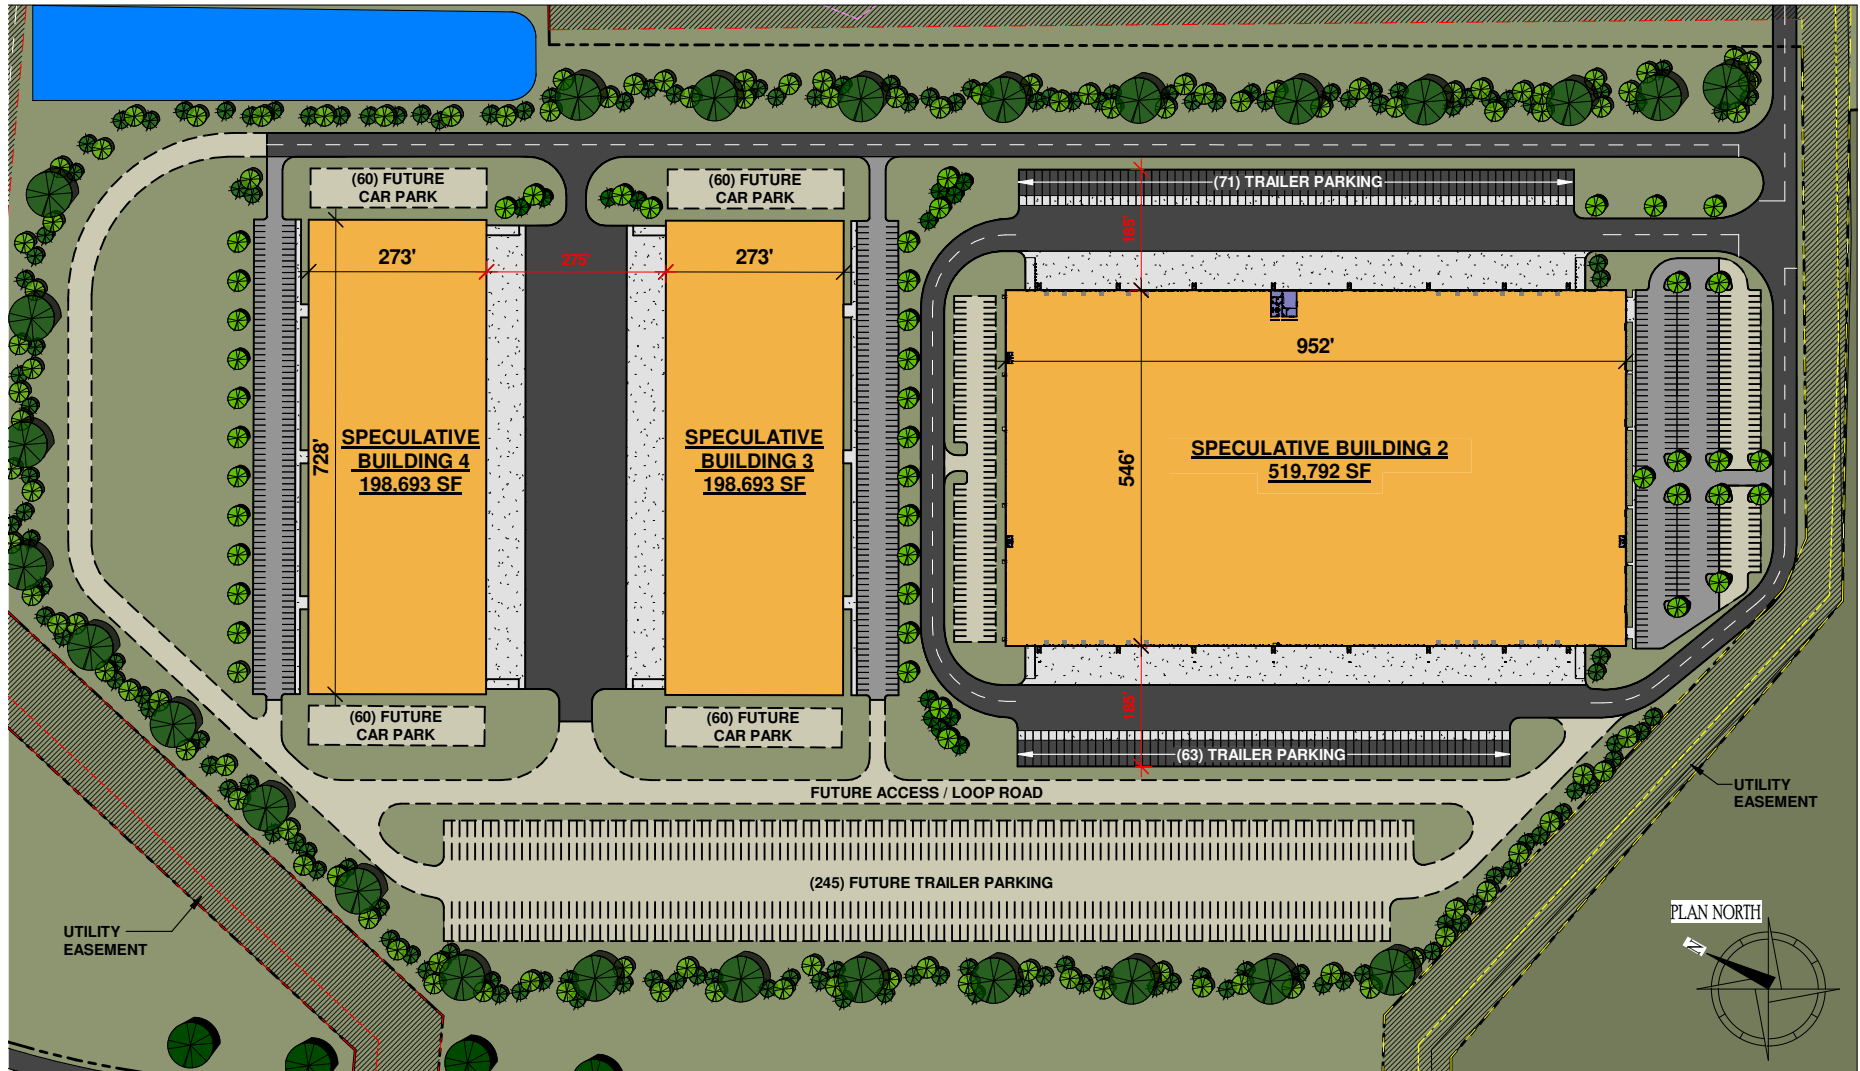 (60) FUTURE
CAR PARK
(60) FUTURE
CAR PARK
(71) TRAILER PARKING
185'
273'
275'
273'
952'
728'
SPECULATIVE
BUILDING 4
198,693 SF
SPECULATIVE
BUILDING 3
198,693 SF
546'
SPECULATIVE BUILDING 2
519,792 SF
(60) FUTURE
CAR PARK
(60) FUTURE
CAR PARK
185'
(63) TRAILER PARKING
FUTURE ACCESS / LOOP ROAD
UTILITY
EASEMENT
(245) FUTURE TRAILER PARKING
UTILITY
EASEMENT
PLAN NORTH
N